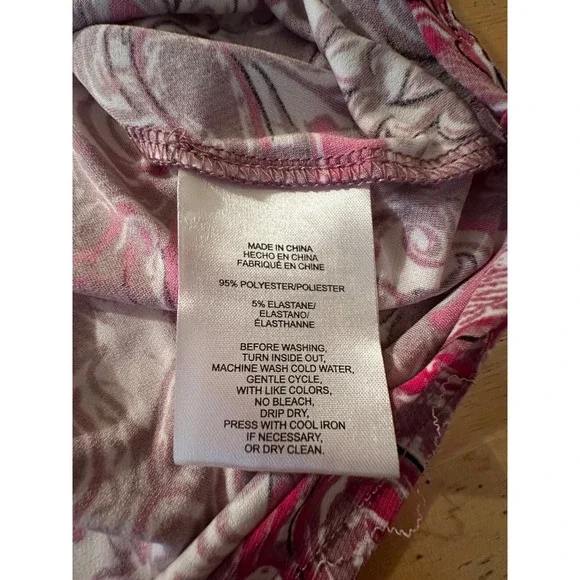 MADE IN CHINA
HECHO EN CHINA
FABRIQUÉ EN CHINE
95% POLYESTER/POLIESTER
5% ELASTANE/
ELASTANO/
ÉLASTHANNE
BEFORE WASHING,
TURN INSIDE OUT,
MACHINE WASH COLD WATER,
GENTLE CYCLE,
WITH LIKE COLORS,
NO BLEACH,
DRIP DRY,
PRESS WITH COOL IRON
IF NECESSARY,
OR DRY CLEAN.